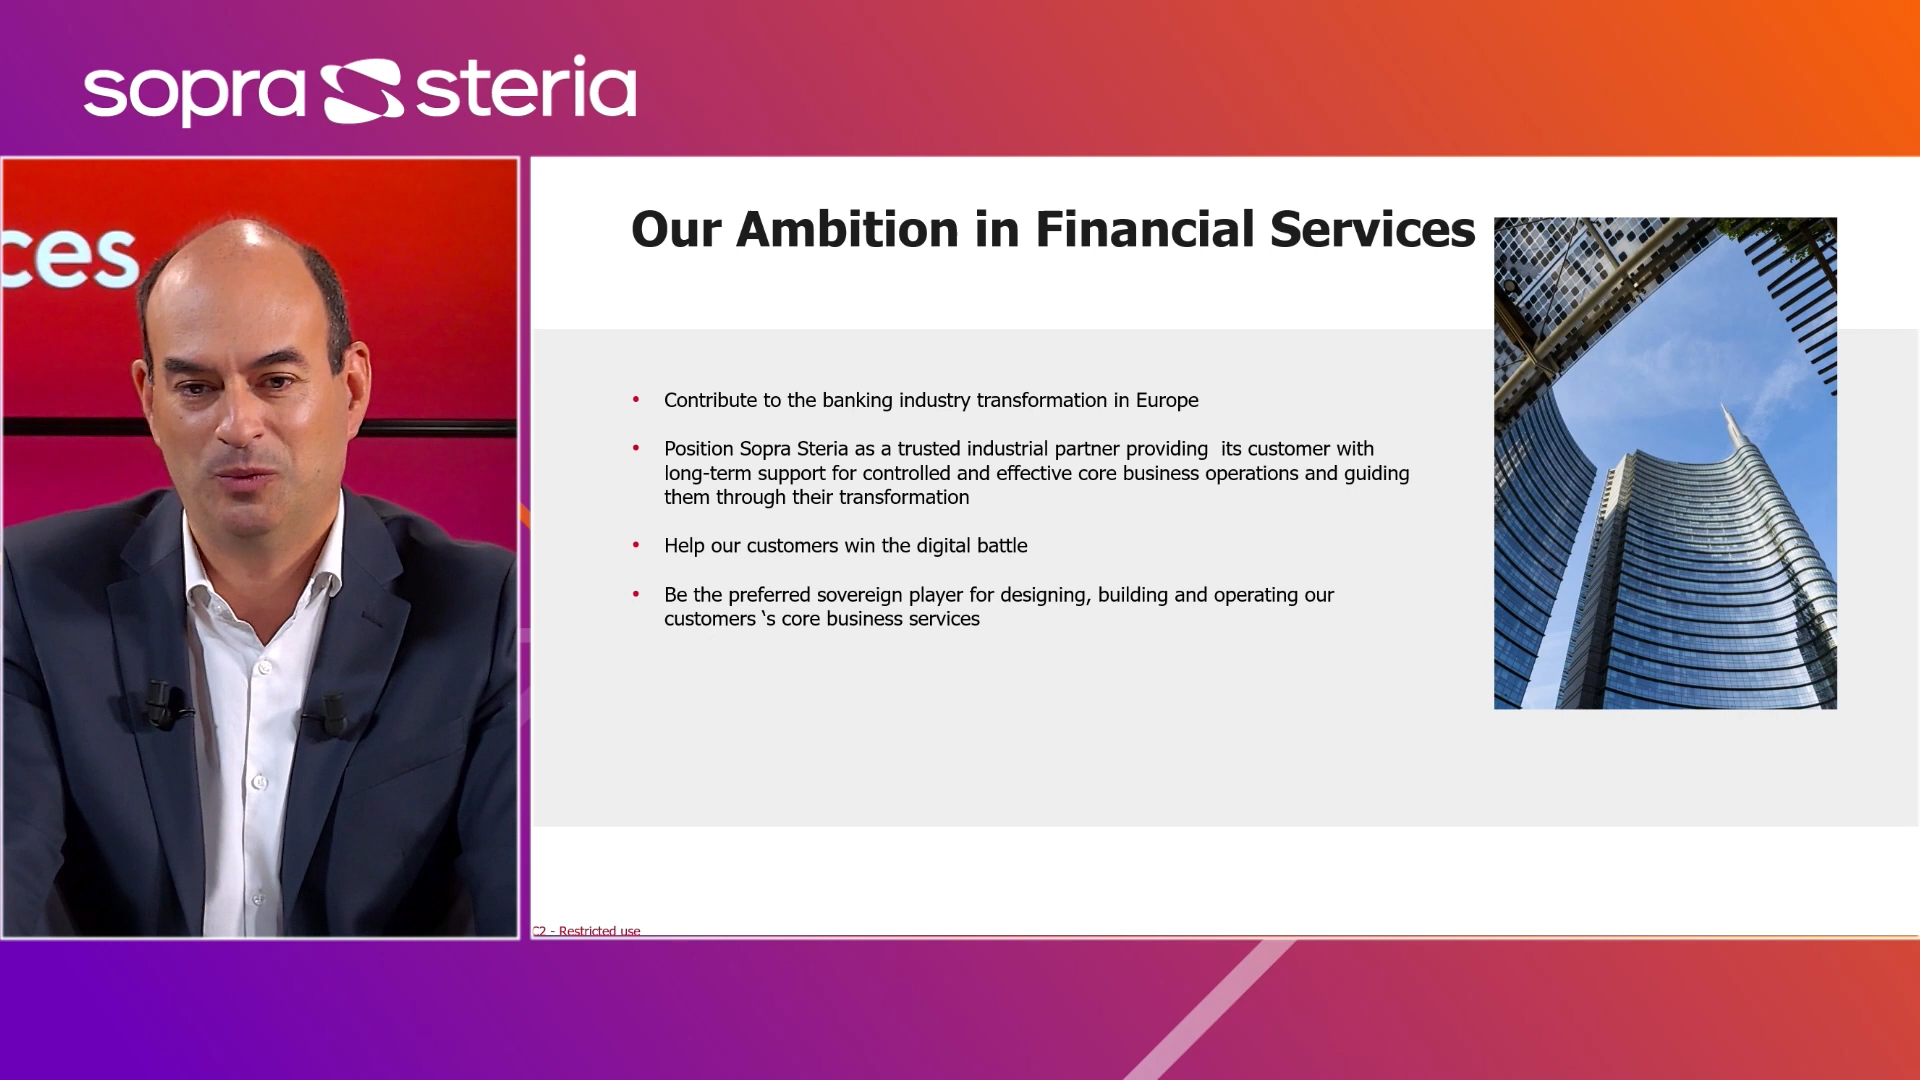 sopra steria
ces
Our Ambition in Financial Services
• Contribute to the banking industry transformation in Europe
• Position Sopra Steria as a trusted industrial partner providing  its customer with
long-term support for controlled and effective core business operations and guiding
them through their transformation
• Help our customers win the digital battle
• Be the preferred sovereign player for designing, building and operating our
customers ‘s core business services
C2 - Restricted use